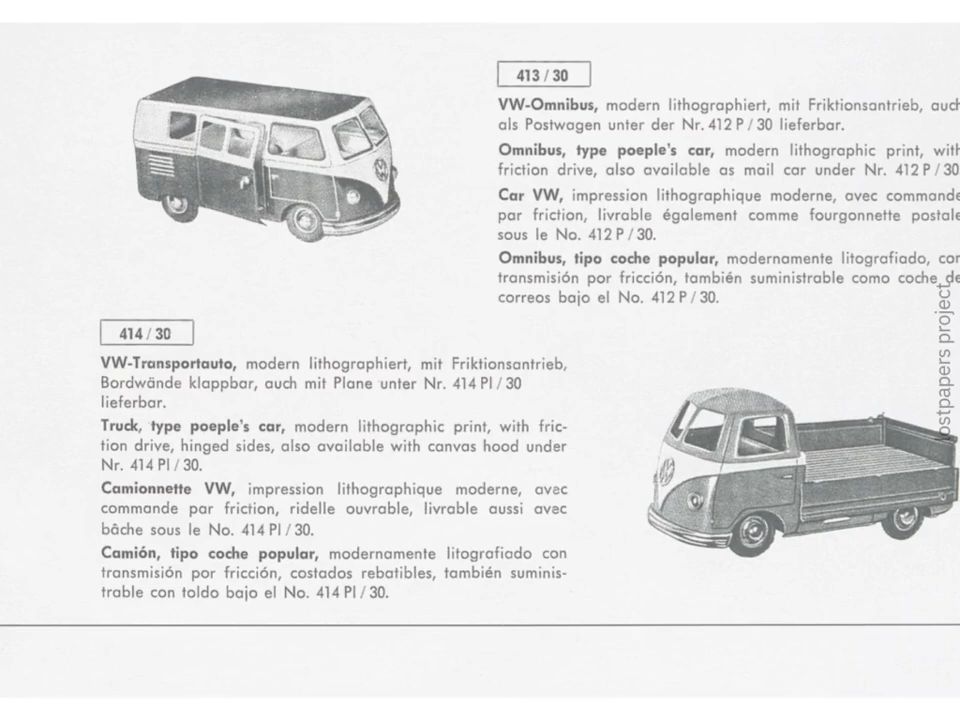 413 / 30
VW-Omnibus, modern lithographiert, mit Friktionsantrieb, auch
als Postwagen unter der Nr. 412 P / 30 lieferbar.
Omnibus, type poeple's car, modern lithographic print, with
friction drive, also available as mail car under Nr. 412 P / 30.
Car VW, impression lithographique moderne, avec commande
par friction, livrable également comme fourgonnette postale
sous le No. 412 P / 30.
Omnibus, tipo coche popular, modernamente litografiado, con
transmisión por fricción, también suministrable como coche de
correos bajo el No. 412 P / 30.
414 / 30
VW-Transportauto, modern lithographiert, mit Friktionsantrieb,
Bordwände klappbar, auch mit Plane unter Nr. 414 Pl / 30
lieferbar.
Truck, type poeple's car, modern lithographic print, with fric-
tion drive, hinged sides, also available with canvas hood under
Nr. 414 Pl / 30.
Camionnette VW, impression lithographique moderne, avec
commande par friction, ridelle ouvrable, livrable aussi avec
bâche sous le No. 414 Pl / 30.
Camión, tipo coche popular, modernamente litografiado con
transmisión por fricción, costados rebatibles, también suminis-
trable con toldo bajo el No. 414 Pl / 30.
ostpapers project